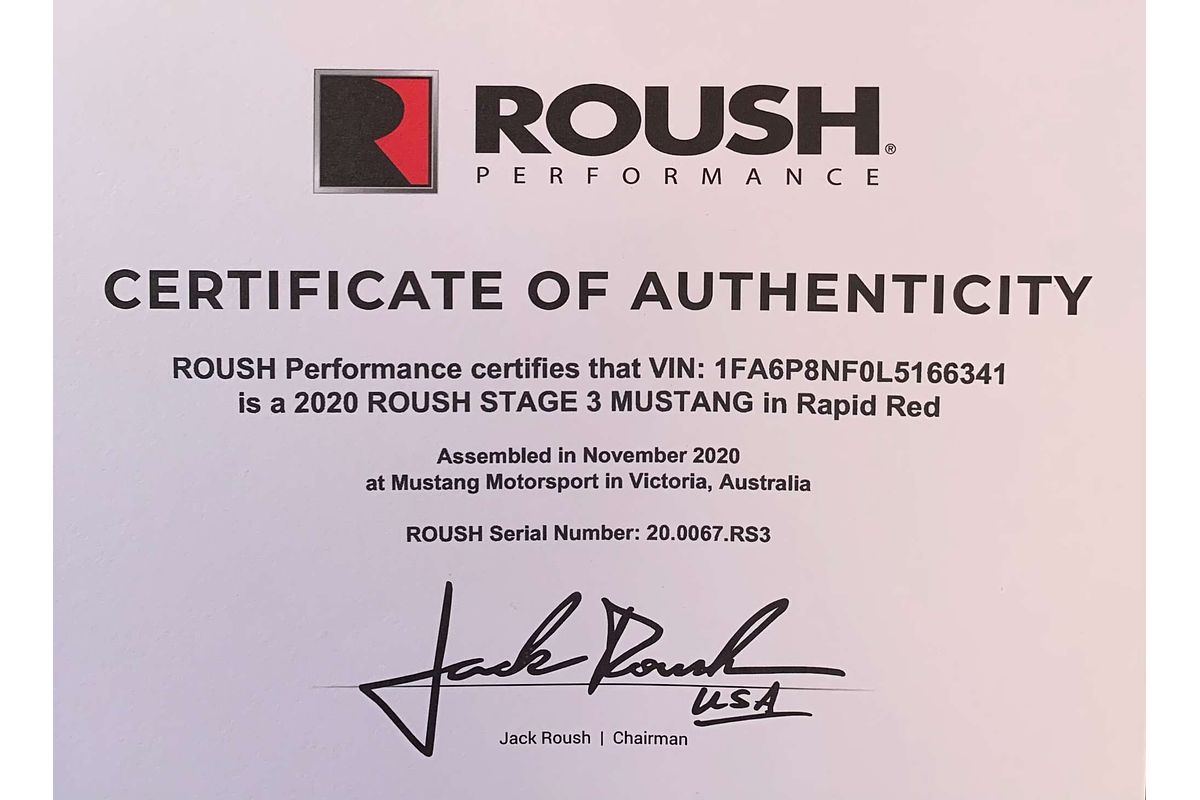 ROUSH®
PERFORMANCE
CERTIFICATE OF AUTHENTICITY
ROUSH Performance certifies that VIN: 1FA6P8NF0L5166341
is a 2020 ROUSH STAGE 3 MUSTANG in Rapid Red
Assembled in November 2020
at Mustang Motorsport in Victoria, Australia
ROUSH Serial Number: 20.0067.RS3
Jack Roush
USA
Jack Roush | Chairman